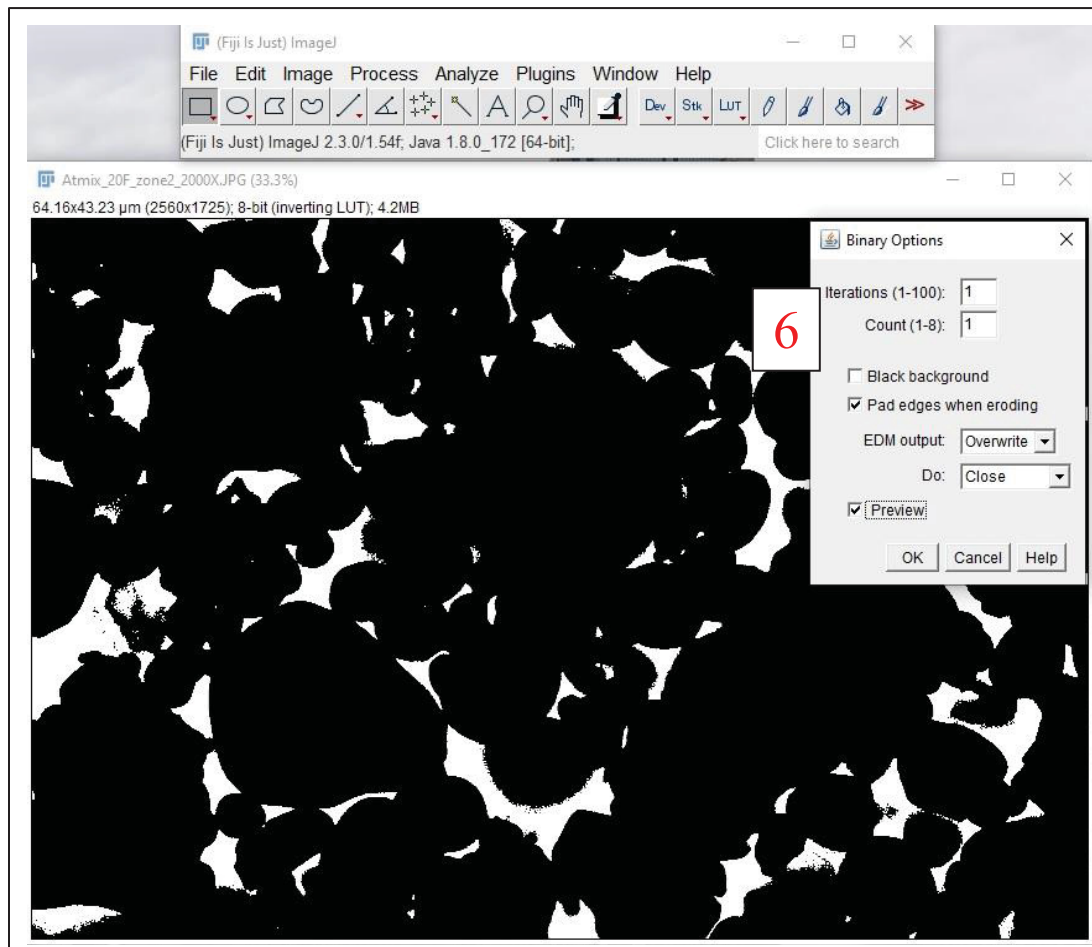 (Fiji Is Just) ImageJ
File Edit Image Process Analyze Plugins Window Help
Dev Stk LUT
(Fiji Is Just) ImageJ 2.3.0/1.54f; Java 1.8.0_172 [64-bit];
Click here to search
Atmix_20F_zone2_2000X.JPG (33.3%)
64.16x43.23 µm (2560x1725); 8-bit (inverting LUT); 4.2MB
Binary Options
Iterations (1-100): 1
Count (1-8): 1
6
Black background
Pad edges when eroding
EDM output: Overwrite
Do: Close
Preview
OK Cancel Help